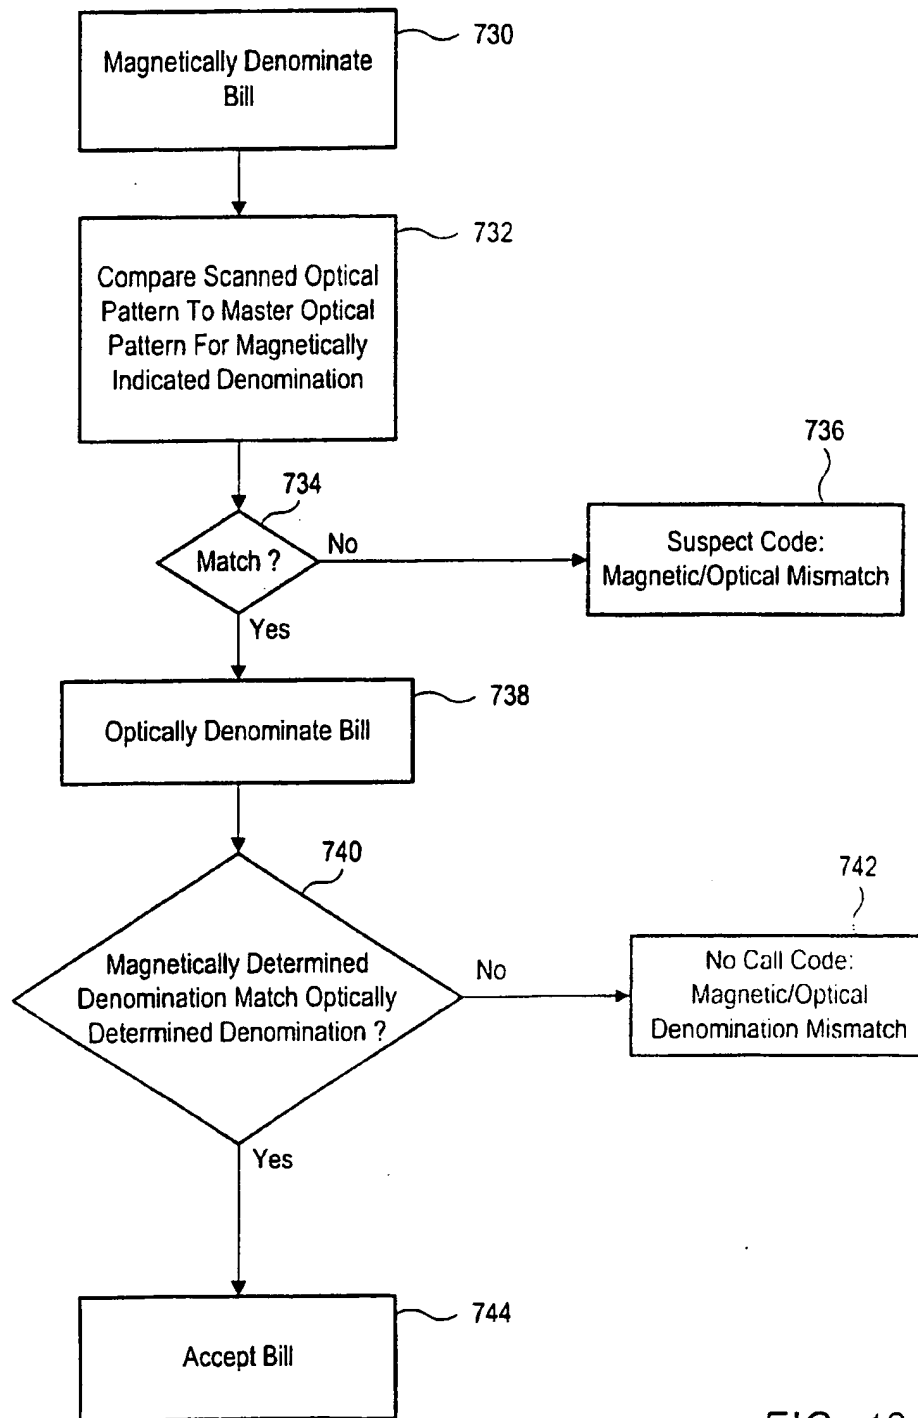 730
Magnetically Denominate
Bill
732
Compare Scanned Optical
Pattern To Master Optical
Pattern For Magnetically
Indicated Denomination
736
734
Match ?
No
Suspect Code:
Magnetic/Optical Mismatch
Yes
738
Optically Denominate Bill
740
742
Magnetically Determined
Denomination Match Optically
Determined Denomination ?
No
No Call Code:
Magnetic/Optical
Denomination Mismatch
Yes
744
Accept Bill